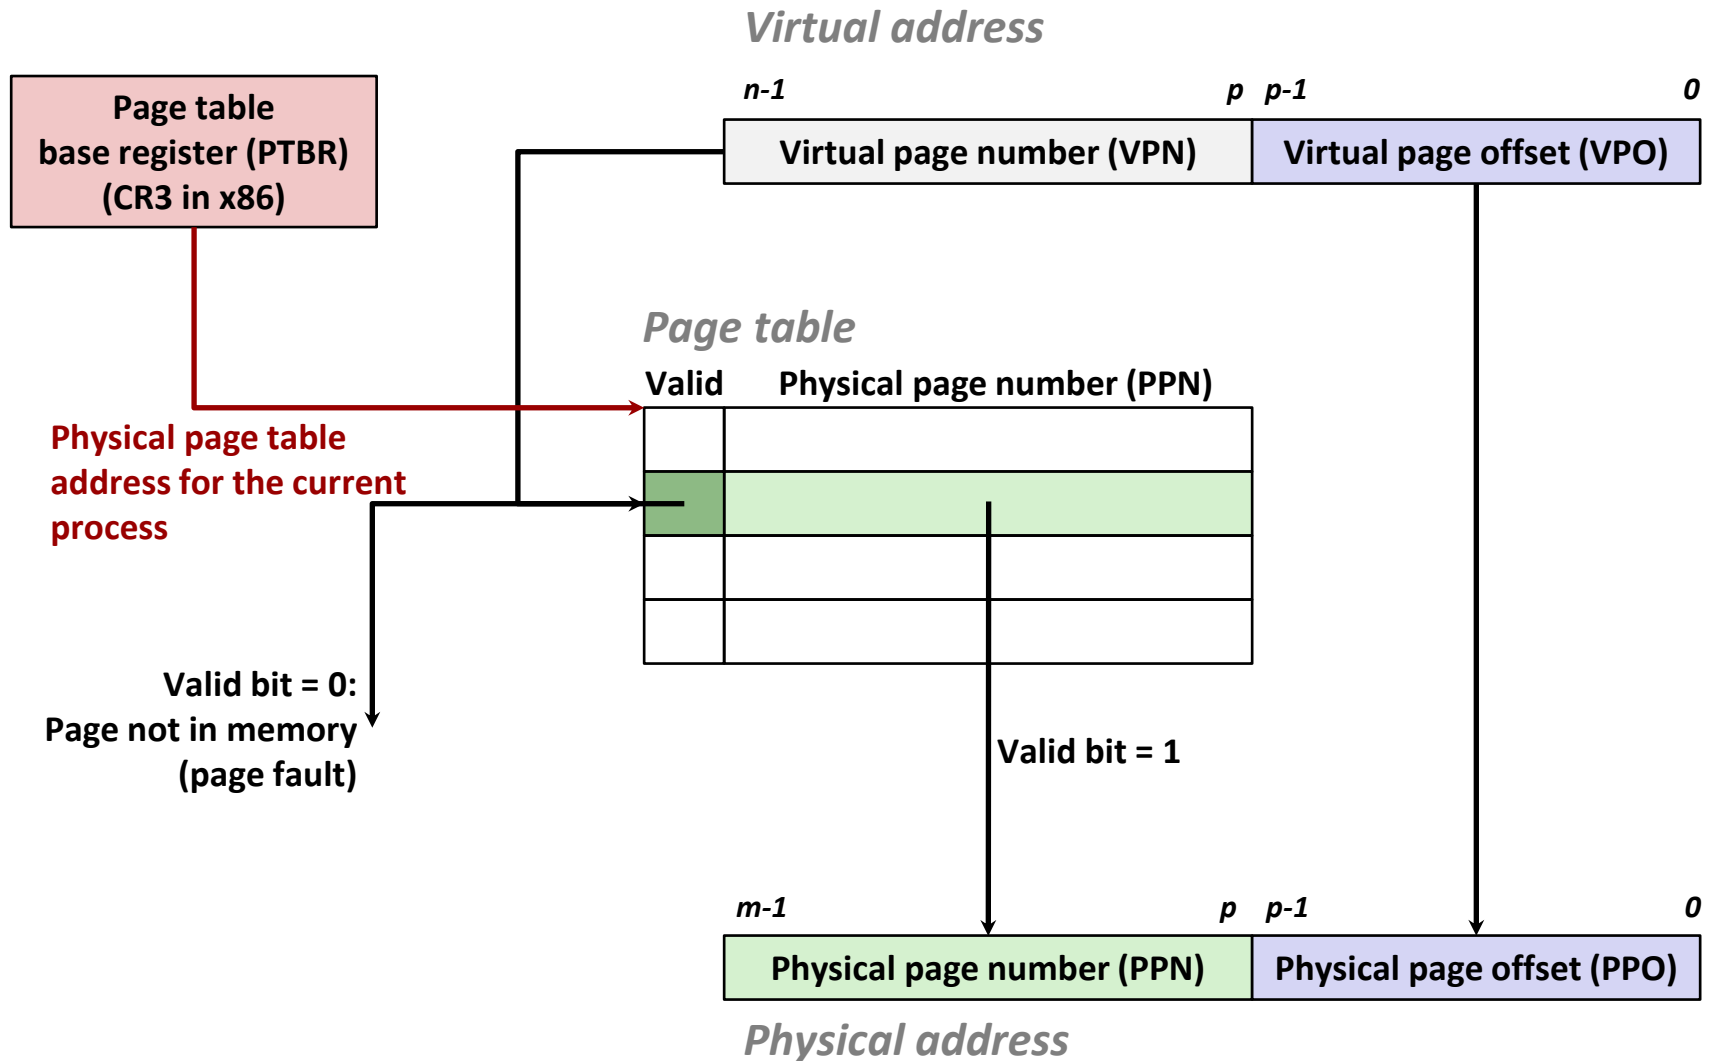 Virtual address
n-1 p p-1 0
Page table
base register (PTBR)
(CR3 in x86)
Virtual page number (VPN) Virtual page offset (VPO)
Page table
Valid Physical page number (PPN)
Physical page table
address for the current
process
Valid bit = 0:
Page not in memory
(page fault)
Valid bit = 1
m-1 p p-1 0
Physical page number (PPN) Physical page offset (PPO)
Physical address